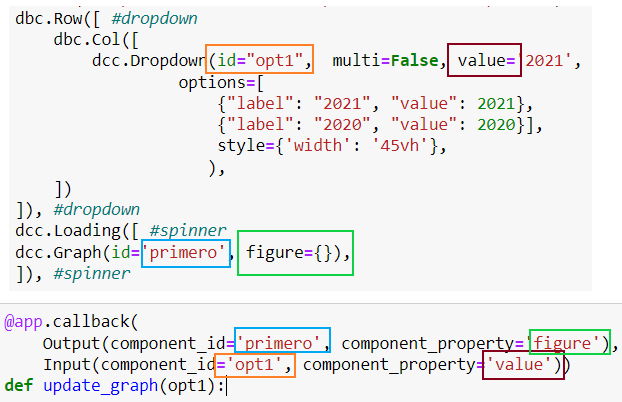 dbc.Row([ #dropdown
    dbc.Col([
        dcc.Dropdown(id="opt1",  multi=False, value='2021',
                options=[
                    {"label": "2021", "value": 2021},
                    {"label": "2020", "value": 2020}],
                    style={'width': '45vh'},
                   ),
    ])
]), #dropdown
dcc.Loading([ #spinner
dcc.Graph(id='primero', figure={}),
]), #spinner
@app.callback(
    Output(component_id='primero', component_property='figure'),
    Input(component_id='opt1', component_property='value'))
def update_graph(opt1):